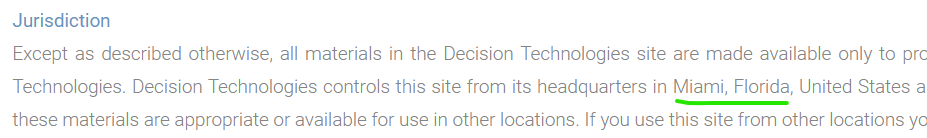 Jurisdiction
Except as described otherwise, all materials in the Decision Technologies site are made available only to
Technologies. Decision Technologies controls this site from its headquarters in Miami, Florida, United States
these materials are appropriate or available for use in other locations. If you use this site from other locations